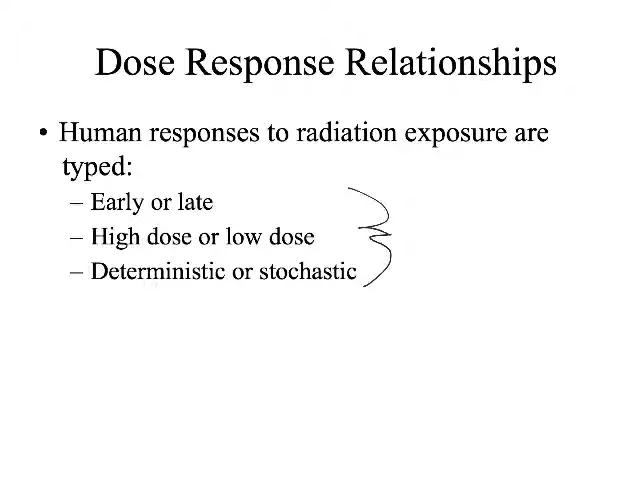 Dose Response Relationships
• Human responses to radiation exposure are
typed:
– Early or late
– High dose or low dose
– Deterministic or stochastic